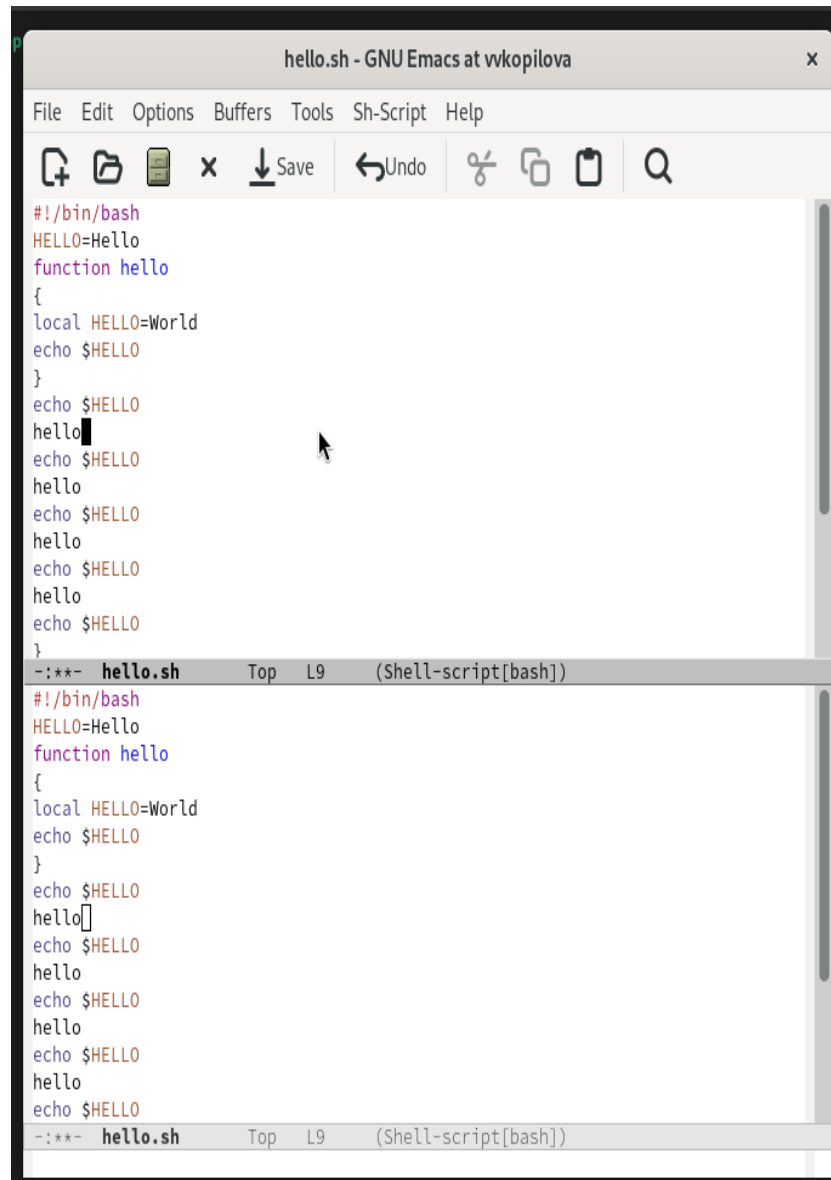 p
hello.sh - GNU Emacs at vvkopilova
File Edit Options Buffers Tools Sh-Script Help
Save Undo
#!/bin/bash
HELLO=Hello
function hello
{
local HELLO=World
echo $HELLO
}
echo $HELLO
hello
echo $HELLO
hello
echo $HELLO
hello
echo $HELLO
hello
echo $HELLO
}
-:**- hello.sh Top L9 (Shell-script[bash])
#!/bin/bash
HELLO=Hello
function hello
{
local HELLO=World
echo $HELLO
}
echo $HELLO
hello
echo $HELLO
hello
echo $HELLO
hello
echo $HELLO
hello
echo $HELLO
-:**- hello.sh Top L9 (Shell-script[bash])